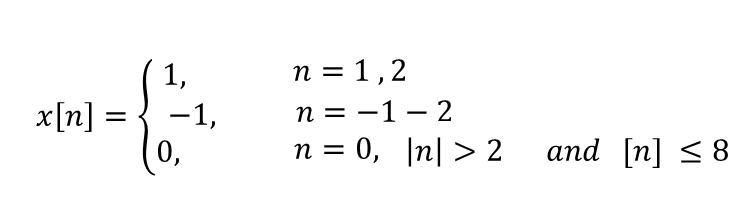 x[n] = { 1, n = 1 ,2
−1, n = −1 − 2
0, n = 0, |n| > 2 and [n] ≤ 8